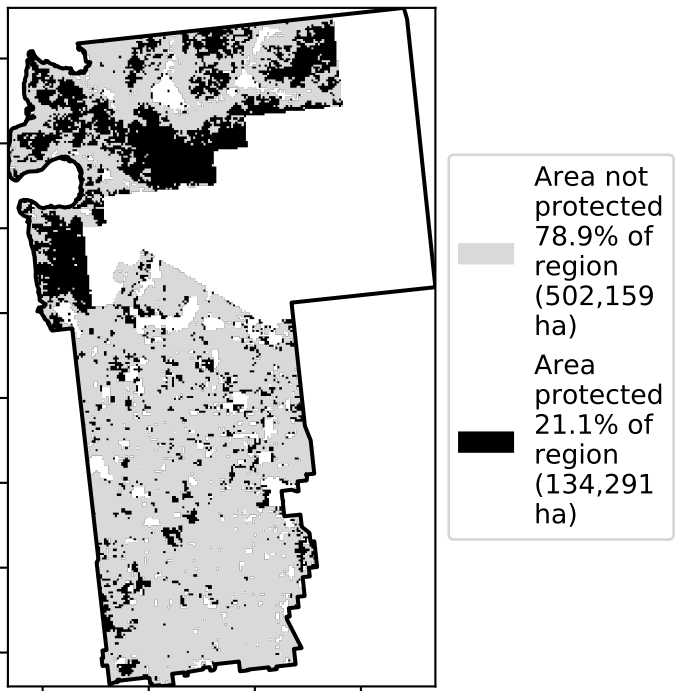 Area not
protected
78.9% of
region
(502,159
ha)
Area
protected
21.1% of
region
(134,291
ha)